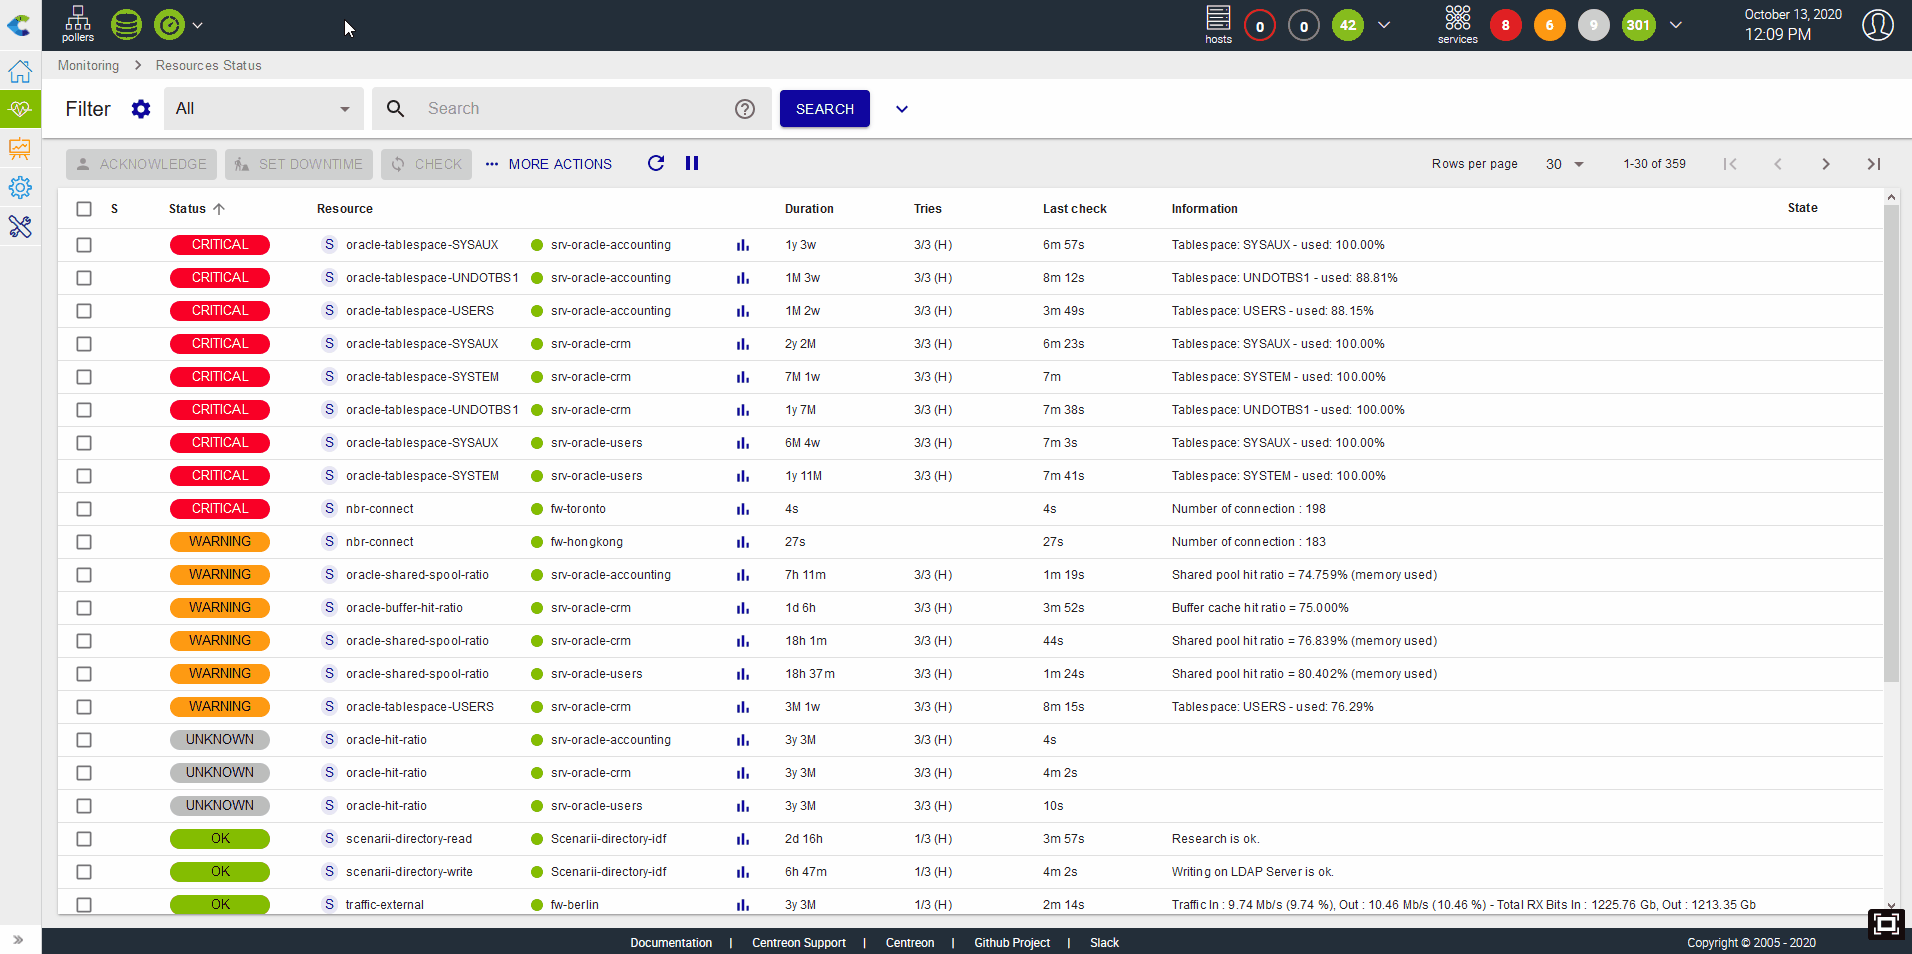 pollers
hosts 0 0 42 services 8 6 9 301 October 13, 2020 12:09 PM
Monitoring Resources Status
Filter All Search SEARCH
ACKNOWLEDGE SET DOWNTIME CHECK MORE ACTIONS Rows per page 30 1-30 of 359
S Status Resource Duration Tries Last check Information State
CRITICAL S oracle-tablespace-SYSAUX srv-oracle-accounting 1y 3w 3/3 (H) 6m 57s Tablespace: SYSAUX - used: 100.00%
CRITICAL S oracle-tablespace-UNDOTBS1 srv-oracle-accounting 1M 3w 3/3 (H) 8m 12s Tablespace: UNDOTBS1 - used: 88.81%
CRITICAL S oracle-tablespace-USERS srv-oracle-accounting 1M 2w 3/3 (H) 3m 49s Tablespace: USERS - used: 88.15%
CRITICAL S oracle-tablespace-SYSAUX srv-oracle-crm 2y 2M 3/3 (H) 6m 23s Tablespace: SYSAUX - used: 100.00%
CRITICAL S oracle-tablespace-SYSTEM srv-oracle-crm 7M 1w 3/3 (H) 7m Tablespace: SYSTEM - used: 100.00%
CRITICAL S oracle-tablespace-UNDOTBS1 srv-oracle-crm 1y 7M 3/3 (H) 7m 38s Tablespace: UNDOTBS1 - used: 100.00%
CRITICAL S oracle-tablespace-SYSAUX srv-oracle-users 6M 4w 3/3 (H) 7m 3s Tablespace: SYSAUX - used: 100.00%
CRITICAL S oracle-tablespace-SYSTEM srv-oracle-users 1y 11M 3/3 (H) 7m 41s Tablespace: SYSTEM - used: 100.00%
CRITICAL S nbr-connect fw-toronto 4s 4s Number of connection : 198
WARNING S nbr-connect fw-hongkong 27s 27s Number of connection : 183
WARNING S oracle-shared-spool-ratio srv-oracle-accounting 7h 11m 3/3 (H) 1m 19s Shared pool hit ratio = 74.759% (memory used)
WARNING S oracle-buffer-hit-ratio srv-oracle-crm 1d 6h 3/3 (H) 3m 52s Buffer cache hit ratio = 75.000%
WARNING S oracle-shared-spool-ratio srv-oracle-crm 18h 1m 3/3 (H) 44s Shared pool hit ratio = 76.839% (memory used)
WARNING S oracle-shared-spool-ratio srv-oracle-users 18h 37m 3/3 (H) 1m 24s Shared pool hit ratio = 80.402% (memory used)
WARNING S oracle-tablespace-USERS srv-oracle-crm 3M 1w 3/3 (H) 8m 15s Tablespace: USERS - used: 76.29%
UNKNOWN S oracle-hit-ratio srv-oracle-accounting 3y 3M 3/3 (H) 4s
UNKNOWN S oracle-hit-ratio srv-oracle-crm 3y 3M 3/3 (H) 4m 2s
UNKNOWN S oracle-hit-ratio srv-oracle-users 3y 3M 3/3 (H) 10s
OK S scenarii-directory-read Scenarii-directory-idf 2d 16h 1/3 (H) 3m 57s Research is ok.
OK S scenarii-directory-write Scenarii-directory-idf 6h 47m 1/3 (H) 4m 2s Writing on LDAP Server is ok.
OK S traffic-external fw-berlin 3y 3M 1/3 (H) 2m 14s Traffic In : 9.74 Mb/s (9.74 %), Out : 10.46 Mb/s (10.46 %) - Total RX Bits In : 1225.76 Gb, Out : 1213.35 Gb
Documentation | Centreon Support | Centreon | Github Project | Slack Copyright © 2005 - 2020